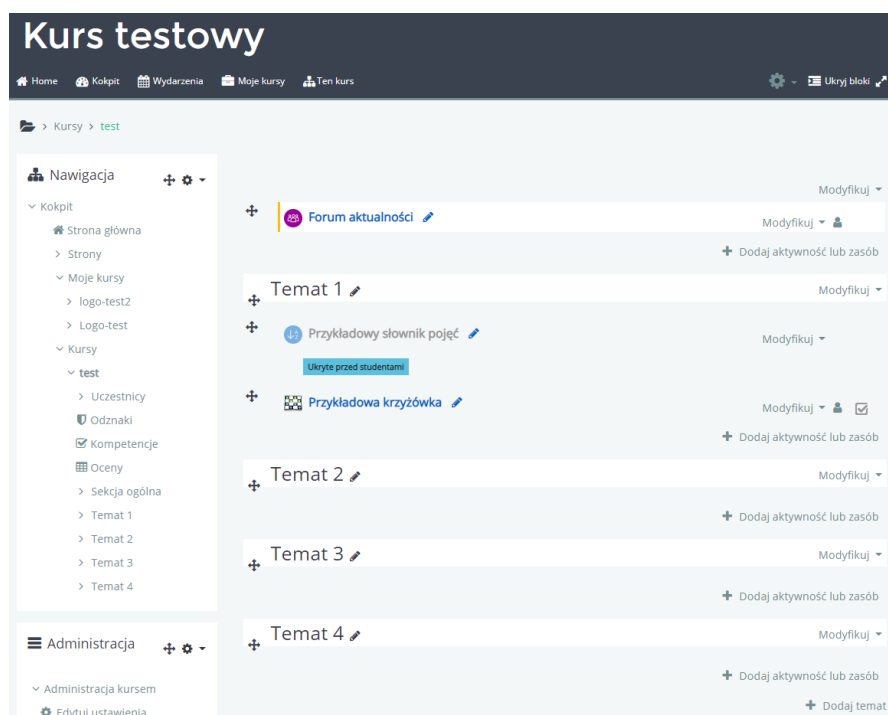 Kurs testowy
Home Kokpit Wydarzenia Moje kursy Ten kurs Ukryj bloki
> Kursy > test
Nawigacja
Kokpit
Strona główna
Strony
Moje kursy
logo-test2
Logo-test
Kursy
test
Uczestnicy
Odznaki
Kompetencje
Oceny
Sekcja ogólna
Temat 1
Temat 2
Temat 3
Temat 4
Administracja
Administracja kursem
Edytuj ustawienia
Modyfikuj
Forum aktualności Modyfikuj
Dodaj aktywność lub zasób
Temat 1 Modyfikuj
Przykładowy słownik pojęć Modyfikuj
Ukryte przed studentami
Przykładowa krzyżówka Modyfikuj
Dodaj aktywność lub zasób
Temat 2 Modyfikuj
Dodaj aktywność lub zasób
Temat 3 Modyfikuj
Dodaj aktywność lub zasób
Temat 4 Modyfikuj
Dodaj aktywność lub zasób
Dodaj temat